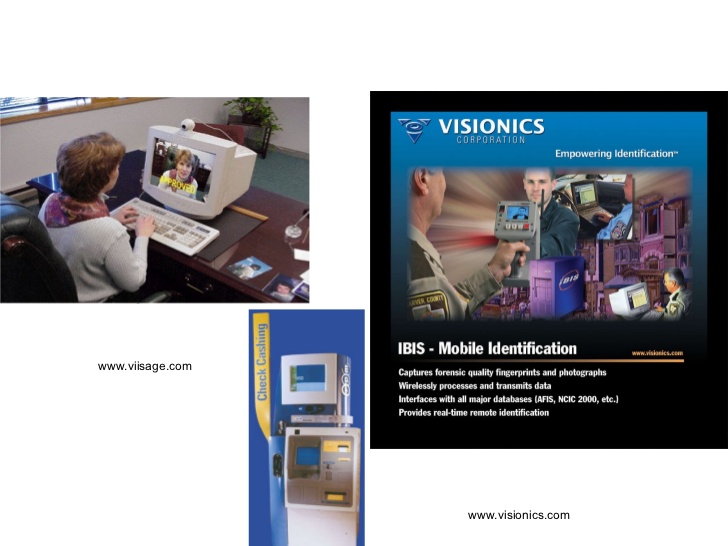 APPROVED
www.viisage.com
Check Cashing
VISIONICS
CORPORATION
Empowering Identification™
IBIS
IBIS - Mobile Identification
www.visionics.com
Captures forensic quality fingerprints and photographs
Wirelessly processes and transmits data
Interfaces with all major databases (AFIS, NCIC 2000, etc.)
Provides real-time remote identification
www.visionics.com